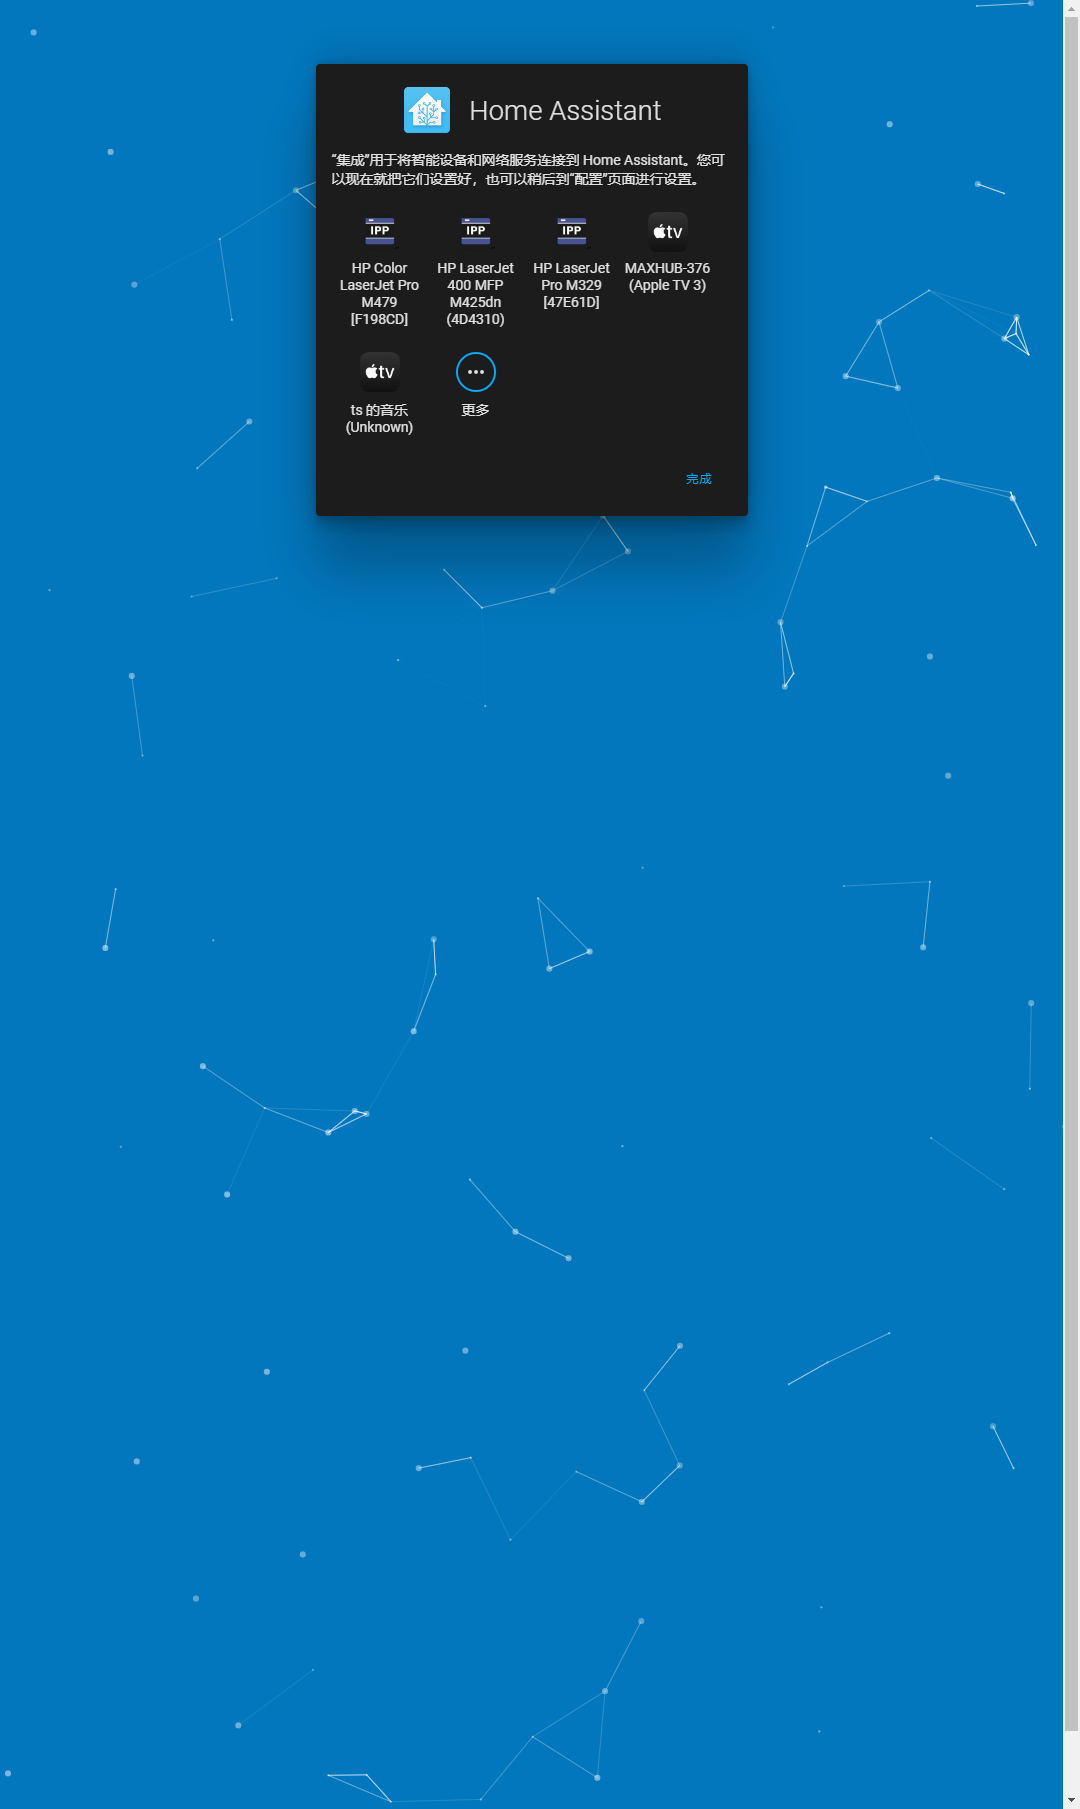 Home Assistant
“集成”用于将智能设备和网络服务连接到 Home Assistant。您可
以现在就把它们设置好，也可以稍后到“配置”页面进行设置。
IPP
IPP
IPP
tv
HP Color
LaserJet Pro
M479
[F198CD]
HP LaserJet
400 MFP
M425dn
(4D4310)
HP LaserJet
Pro M329
[47E61D]
MAXHUB-376
(Apple TV 3)
tv
ts 的音乐
(Unknown)
更多
完成